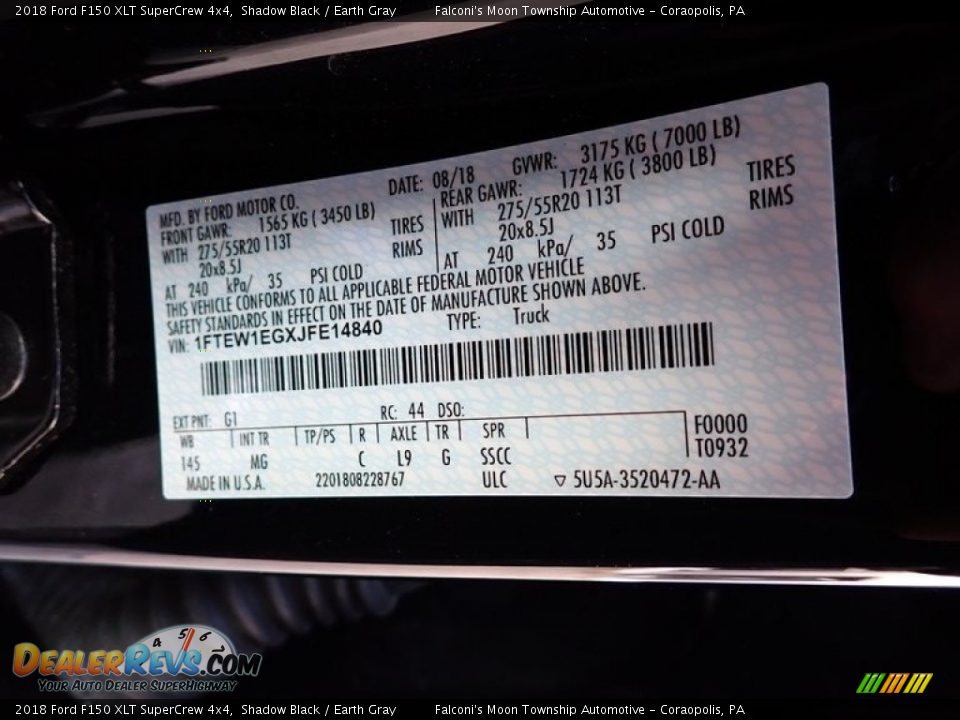 2018 Ford F150 XLT SuperCrew 4x4, Shadow Black / Earth Gray Falconi's Moon Township Automotive - Coraopolis, PA
MFD. BY FORD MOTOR CO. DATE: 08/18 GVWR: 3175 KG ( 7000 LB)
FRONT GAWR: 1565 KG ( 3450 LB) REAR GAWR: 1724 KG ( 3800 LB)
WITH 275/55R20 113T TIRES WITH 275/55R20 113T TIRES
20x8.5J RIMS 20x8.5J RIMS
AT 240 kPa/ 35 PSI COLD AT 240 kPa/ 35 PSI COLD
THIS VEHICLE CONFORMS TO ALL APPLICABLE FEDERAL MOTOR VEHICLE
SAFETY STANDARDS IN EFFECT ON THE DATE OF MANUFACTURE SHOWN ABOVE.
VIN: 1FTEW1EGXJFE14840 TYPE: Truck
EXT PNT: G1 RC: 44 DSO:
WB INT TR TP/PS R AXLE TR SPR F0000
145 MG C L9 G SSCC T0932
MADE IN U.S.A. 2201808228767 ULC ▽ 5U5A-3520472-AA
4 5 6
DealerRevs.com
Your Auto Dealer SuperHighway
2018 Ford F150 XLT SuperCrew 4x4, Shadow Black / Earth Gray Falconi's Moon Township Automotive - Coraopolis, PA